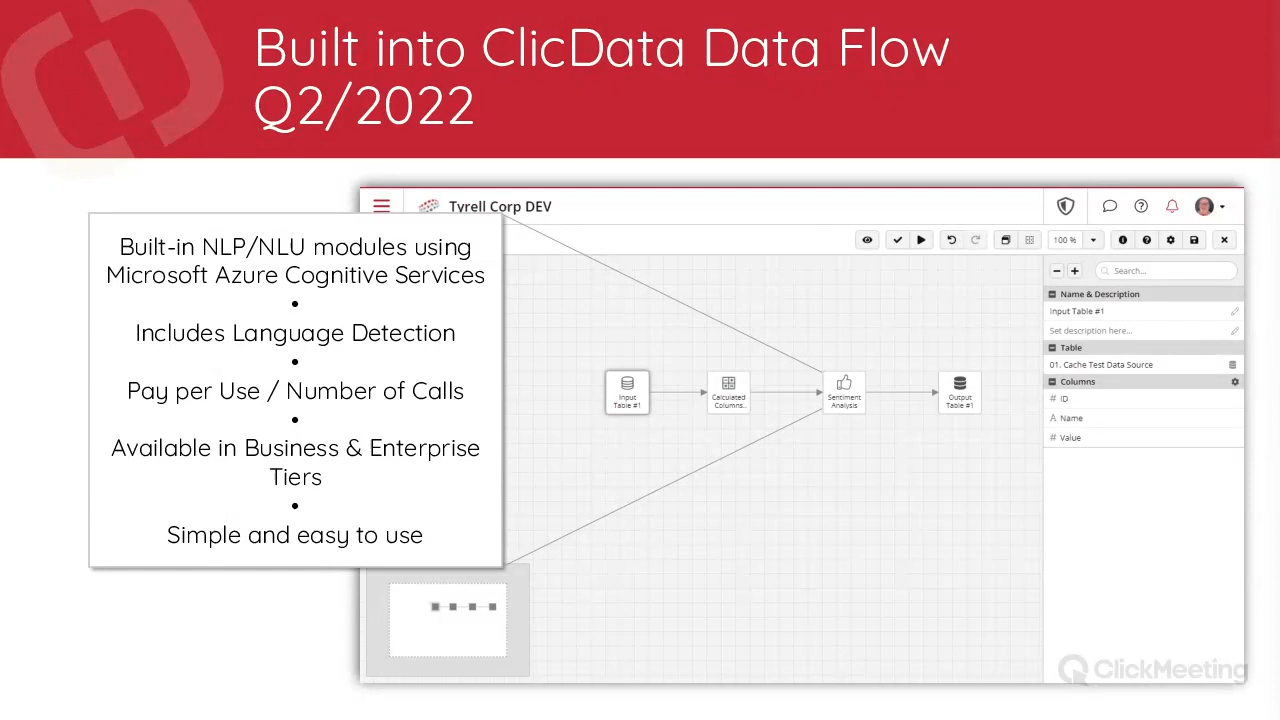 Built into ClicData Data Flow
Q2/2022
Tyrell Corp DEV
Built-in NLP/NLU modules using
Microsoft Azure Cognitive Services
•
Includes Language Detection
•
Pay per Use / Number of Calls
•
Available in Business & Enterprise
Tiers
•
Simple and easy to use
100 %
Search...
Name & Description
Input Table #1
Set description here...
Table
01. Cache Test Data Source
Columns
# ID
A Name
# Value
Input
Table #1
Calculated
Columns..
Sentiment
Analysis
Output
Table #1
ClickMeeting